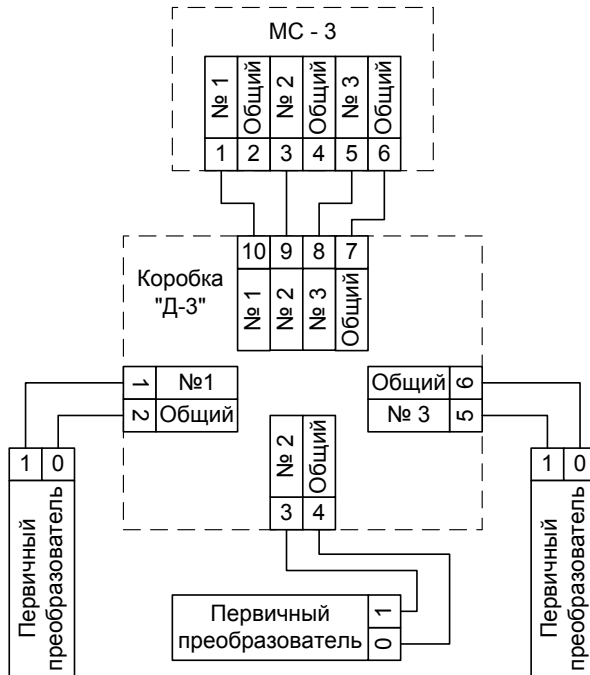 МС - 3
№ 1
Общий
№ 2
Общий
№ 3
Общий
1 2 3 4 5 6
10 9 8 7
Коробка
"Д-3"
№ 1
№ 2
№ 3
Общий
1 №1
2 Общий
Общий 6
№ 3 5
№ 2
Общий
3 4
1 0
Первичный
преобразователь
1 0
Первичный
преобразователь
Первичный 1
преобразователь 0